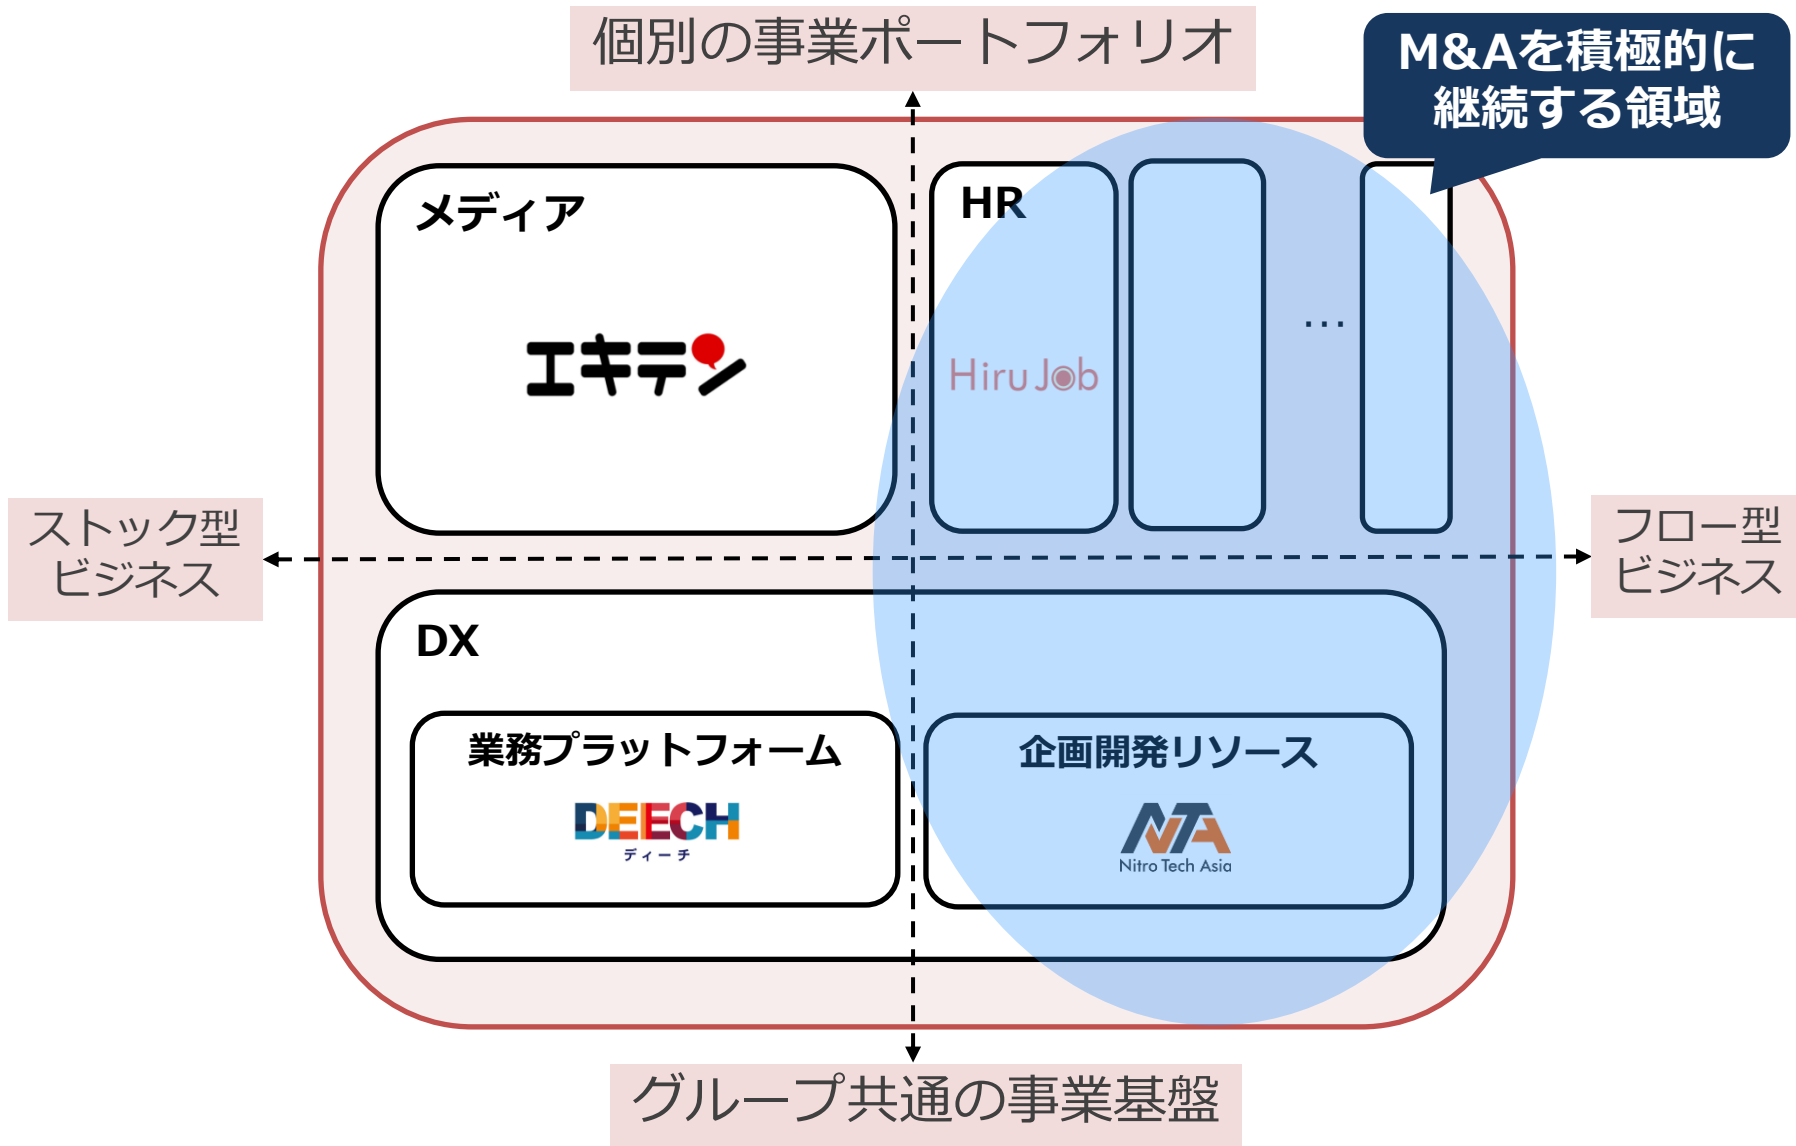 個別の事業ポートフォリオ
M&Aを積極的に
継続する領域
メディア
エキテン
HR
Hiru Job
…
ストック型
ビジネス
フロー型
ビジネス
DX
業務プラットフォーム
DEECH
ディーチ
企画開発リソース
NTA
Nitro Tech Asia
グループ共通の事業基盤